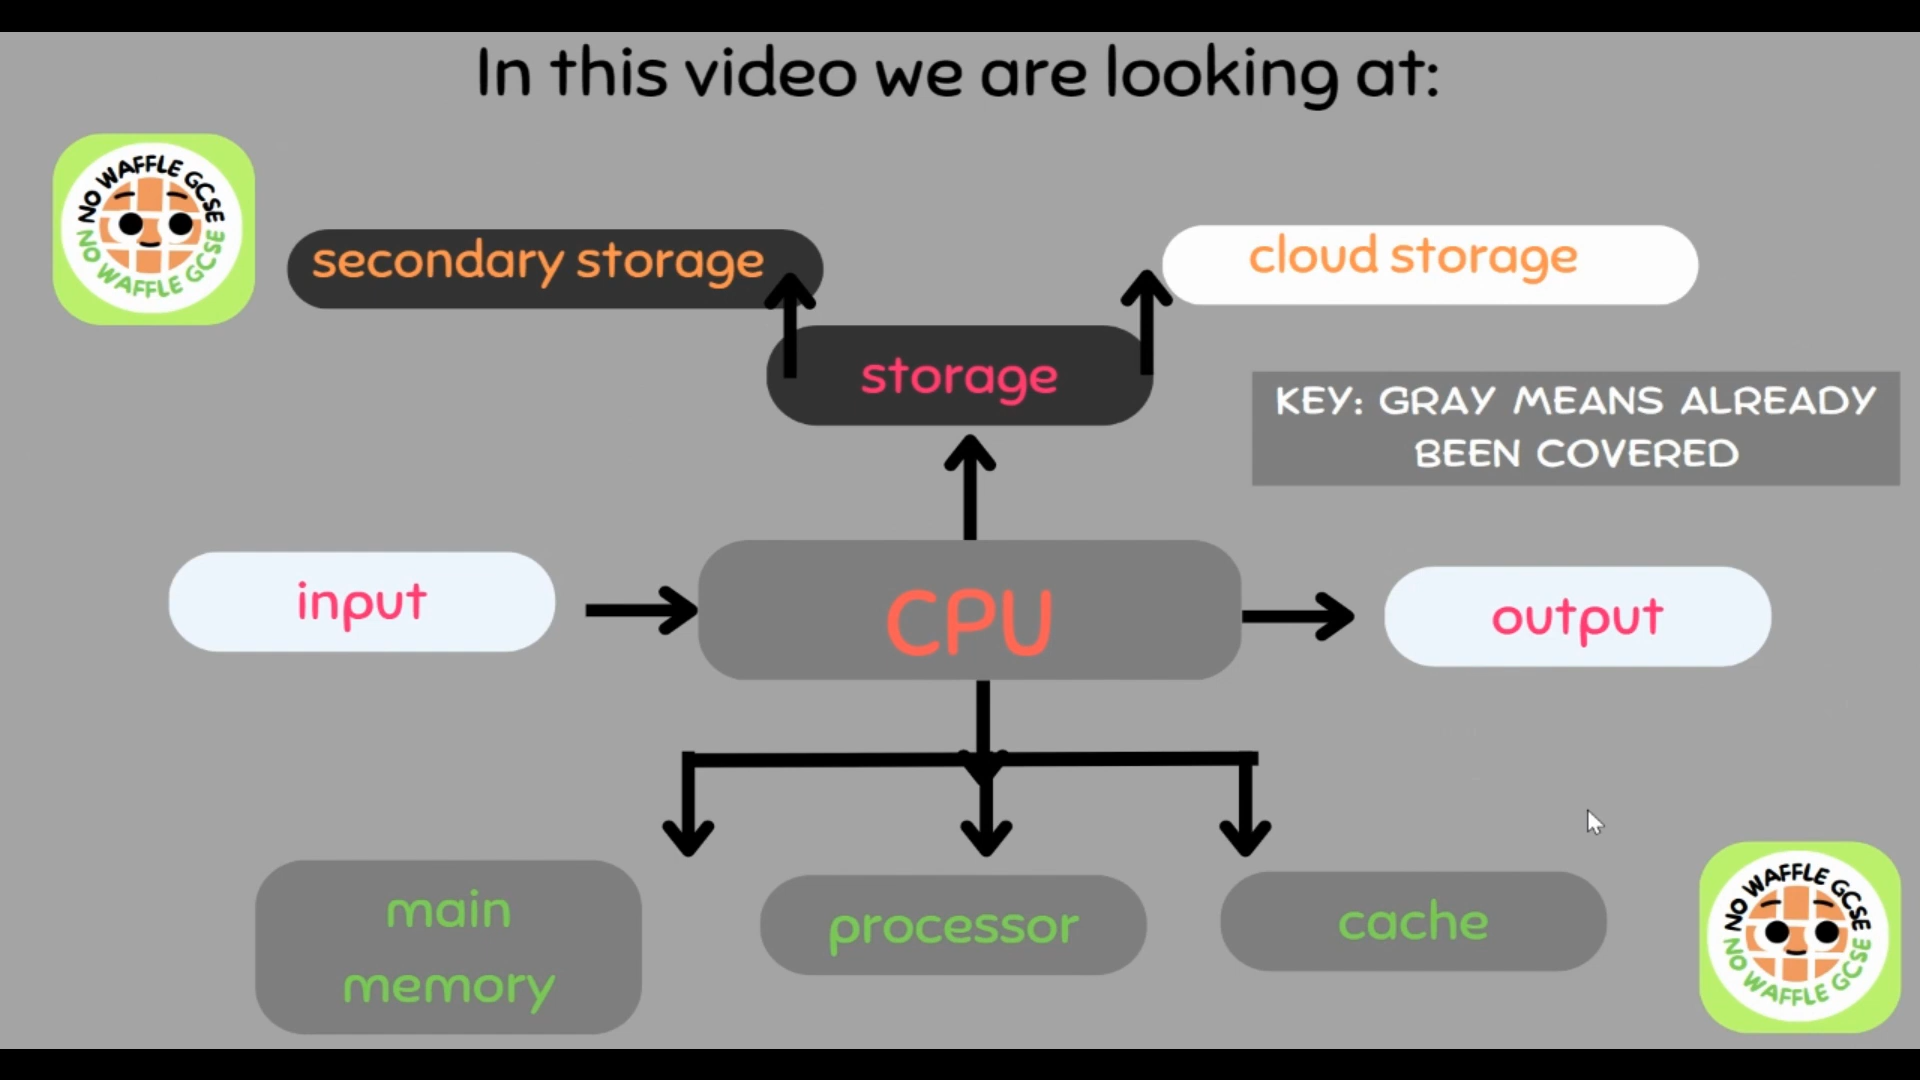 In this video we are looking at:
NO WAFFLE GCSE
NO WAFFLE GCSE
secondary storage
cloud storage
storage
KEY: GRAY MEANS ALREADY
BEEN COVERED
input
CPU
output
main
memory
processor
cache
NO WAFFLE GCSE
NO WAFFLE GCSE